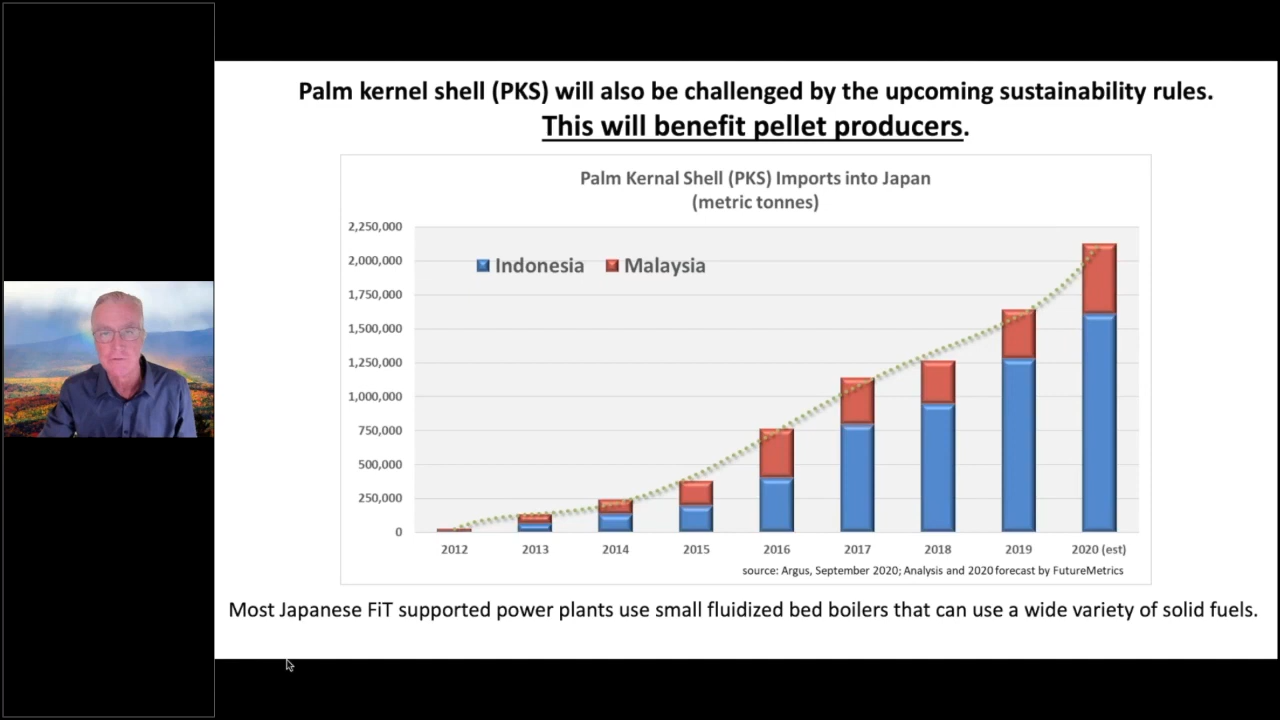 Palm kernel shell (PKS) will also be challenged by the upcoming sustainability rules.
This will benefit pellet producers.
Palm Kernal Shell (PKS) Imports into Japan
(metric tonnes)
2,250,000
2,000,000
1,750,000
1,500,000
1,250,000
1,000,000
750,000
500,000
250,000
0
Indonesia Malaysia
2012 2013 2014 2015 2016 2017 2018 2019 2020 (est)
source: Argus, September 2020; Analysis and 2020 forecast by FutureMetrics
Most Japanese FiT supported power plants use small fluidized bed boilers that can use a wide variety of solid fuels.